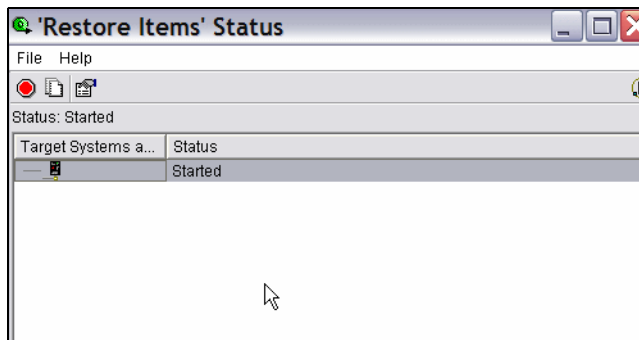 'Restore Items' Status
File Help
Status: Started
Target Systems a... Status
Started